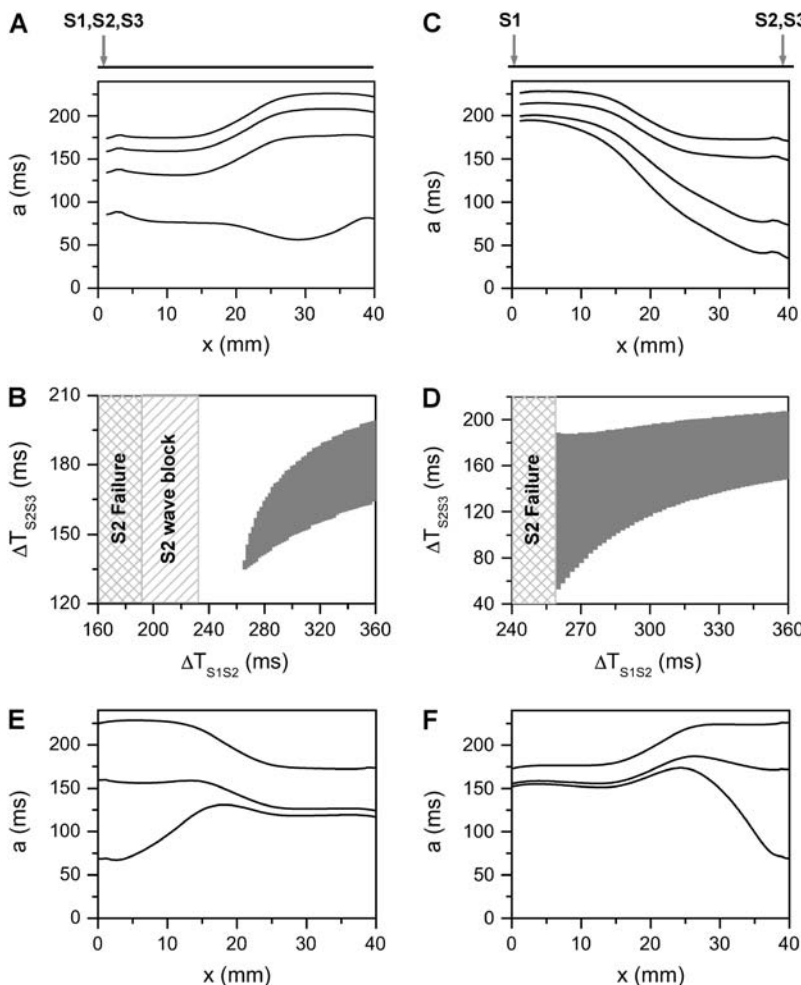 A
S1,S2,S3
a (ms)
200
150
100
50
0
0 10 20 30 40
x (mm)
C
S1
S2,S3
a (ms)
200
150
100
50
0
0 10 20 30 40
x (mm)
B
ΔT_S2S3 (ms)
210
180
150
120
S2 Failure
S2 wave block
160 200 240 280 320 360
ΔT_S1S2 (ms)
D
ΔT_S2S3 (ms)
200
160
120
80
40
S2 Failure
240 270 300 330 360
ΔT_S1S2 (ms)
E
a (ms)
200
150
100
50
0
0 10 20 30 40
x (mm)
F
a (ms)
200
150
100
50
0
0 10 20 30 40
x (mm)